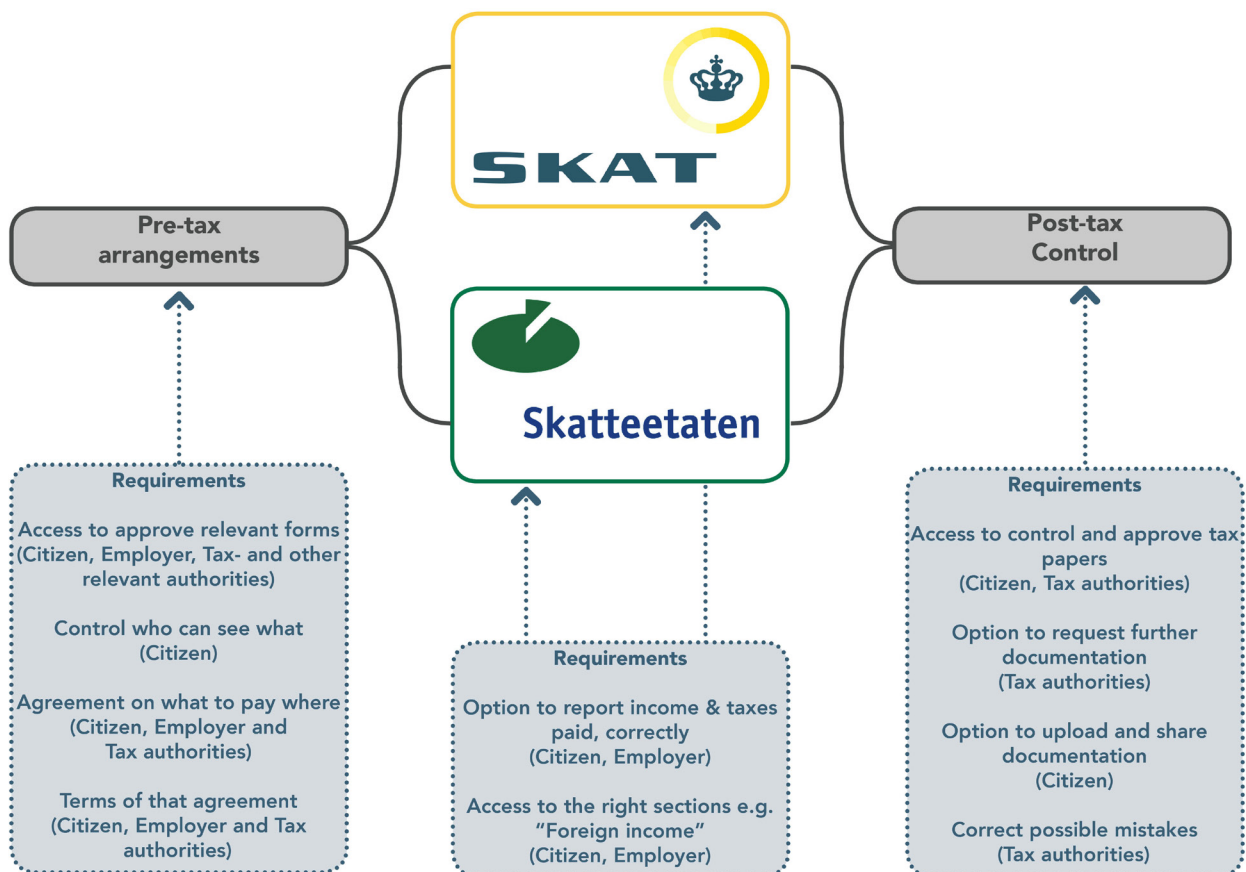 SKAT
Pre-tax
arrangements
Post-tax
Control
Skatteetaten
Requirements
Access to approve relevant forms
(Citizen, Employer, Tax- and other
relevant authorities)
Control who can see what
(Citizen)
Agreement on what to pay where
(Citizen, Employer and
Tax authorities)
Terms of that agreement
(Citizen, Employer and Tax
authorities)
Requirements
Option to report income & taxes
paid, correctly
(Citizen, Employer)
Access to the right sections e.g.
“Foreign income”
(Citizen, Employer)
Requirements
Access to control and approve tax
papers
(Citizen, Tax authorities)
Option to request further
documentation
(Tax authorities)
Option to upload and share
documentation
(Citizen)
Correct possible mistakes
(Tax authorities)